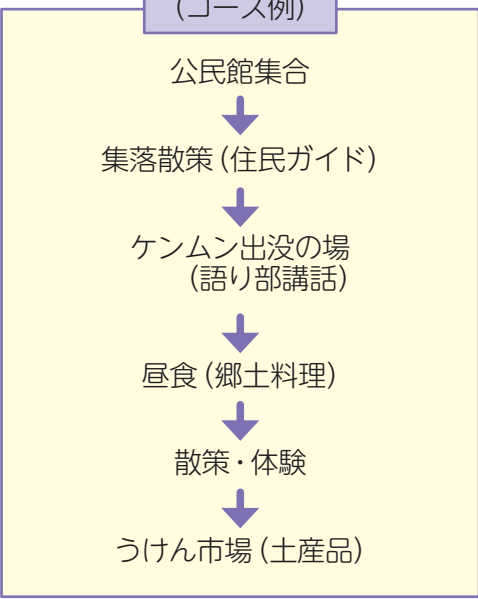 （コース例）
公民館集合
集落散策（住民ガイド）
ケンムン出没の場
（語り部講話）
昼食（郷土料理）
散策・体験
うけん市場（土産品）